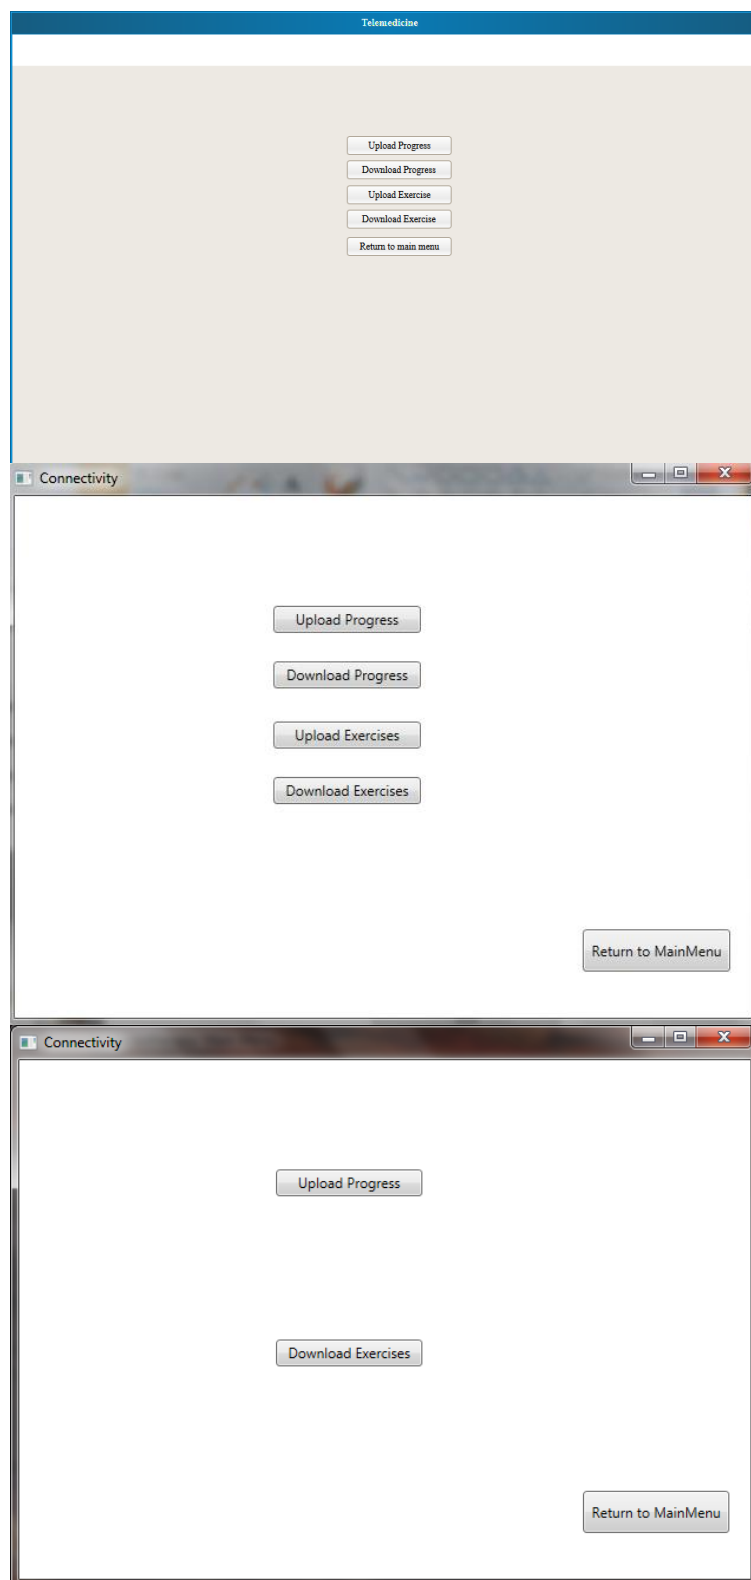 Telemedicine
Upload Progress
Download Progress
Upload Exercise
Download Exercise
Return to main menu
Connectivity
Upload Progress
Download Progress
Upload Exercises
Download Exercises
Return to MainMenu
Connectivity
Upload Progress
Download Exercises
Return to MainMenu